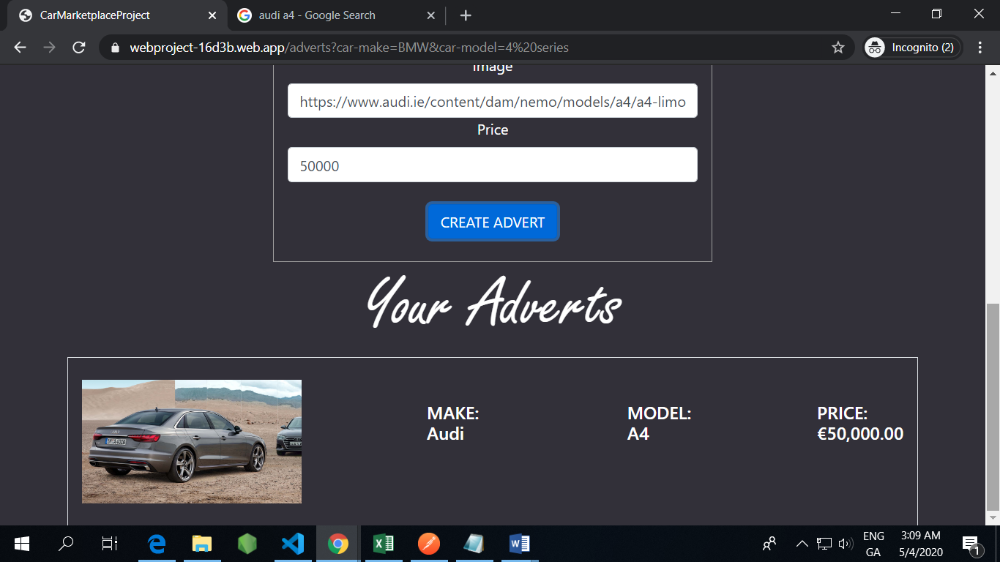 CarMarketplaceProject
audi a4 - Google Search
webproject-16d3b.web.app/adverts?car-make=BMW&car-model=4%20series
Incognito (2)
Image
https://www.audi.ie/content/dam/nemo/models/a4/a4-limo
Price
50000
CREATE ADVERT
Your Adverts
MAKE:
Audi
MODEL:
A4
PRICE:
€50,000.00
ENG
GA
3:09 AM
5/4/2020
1